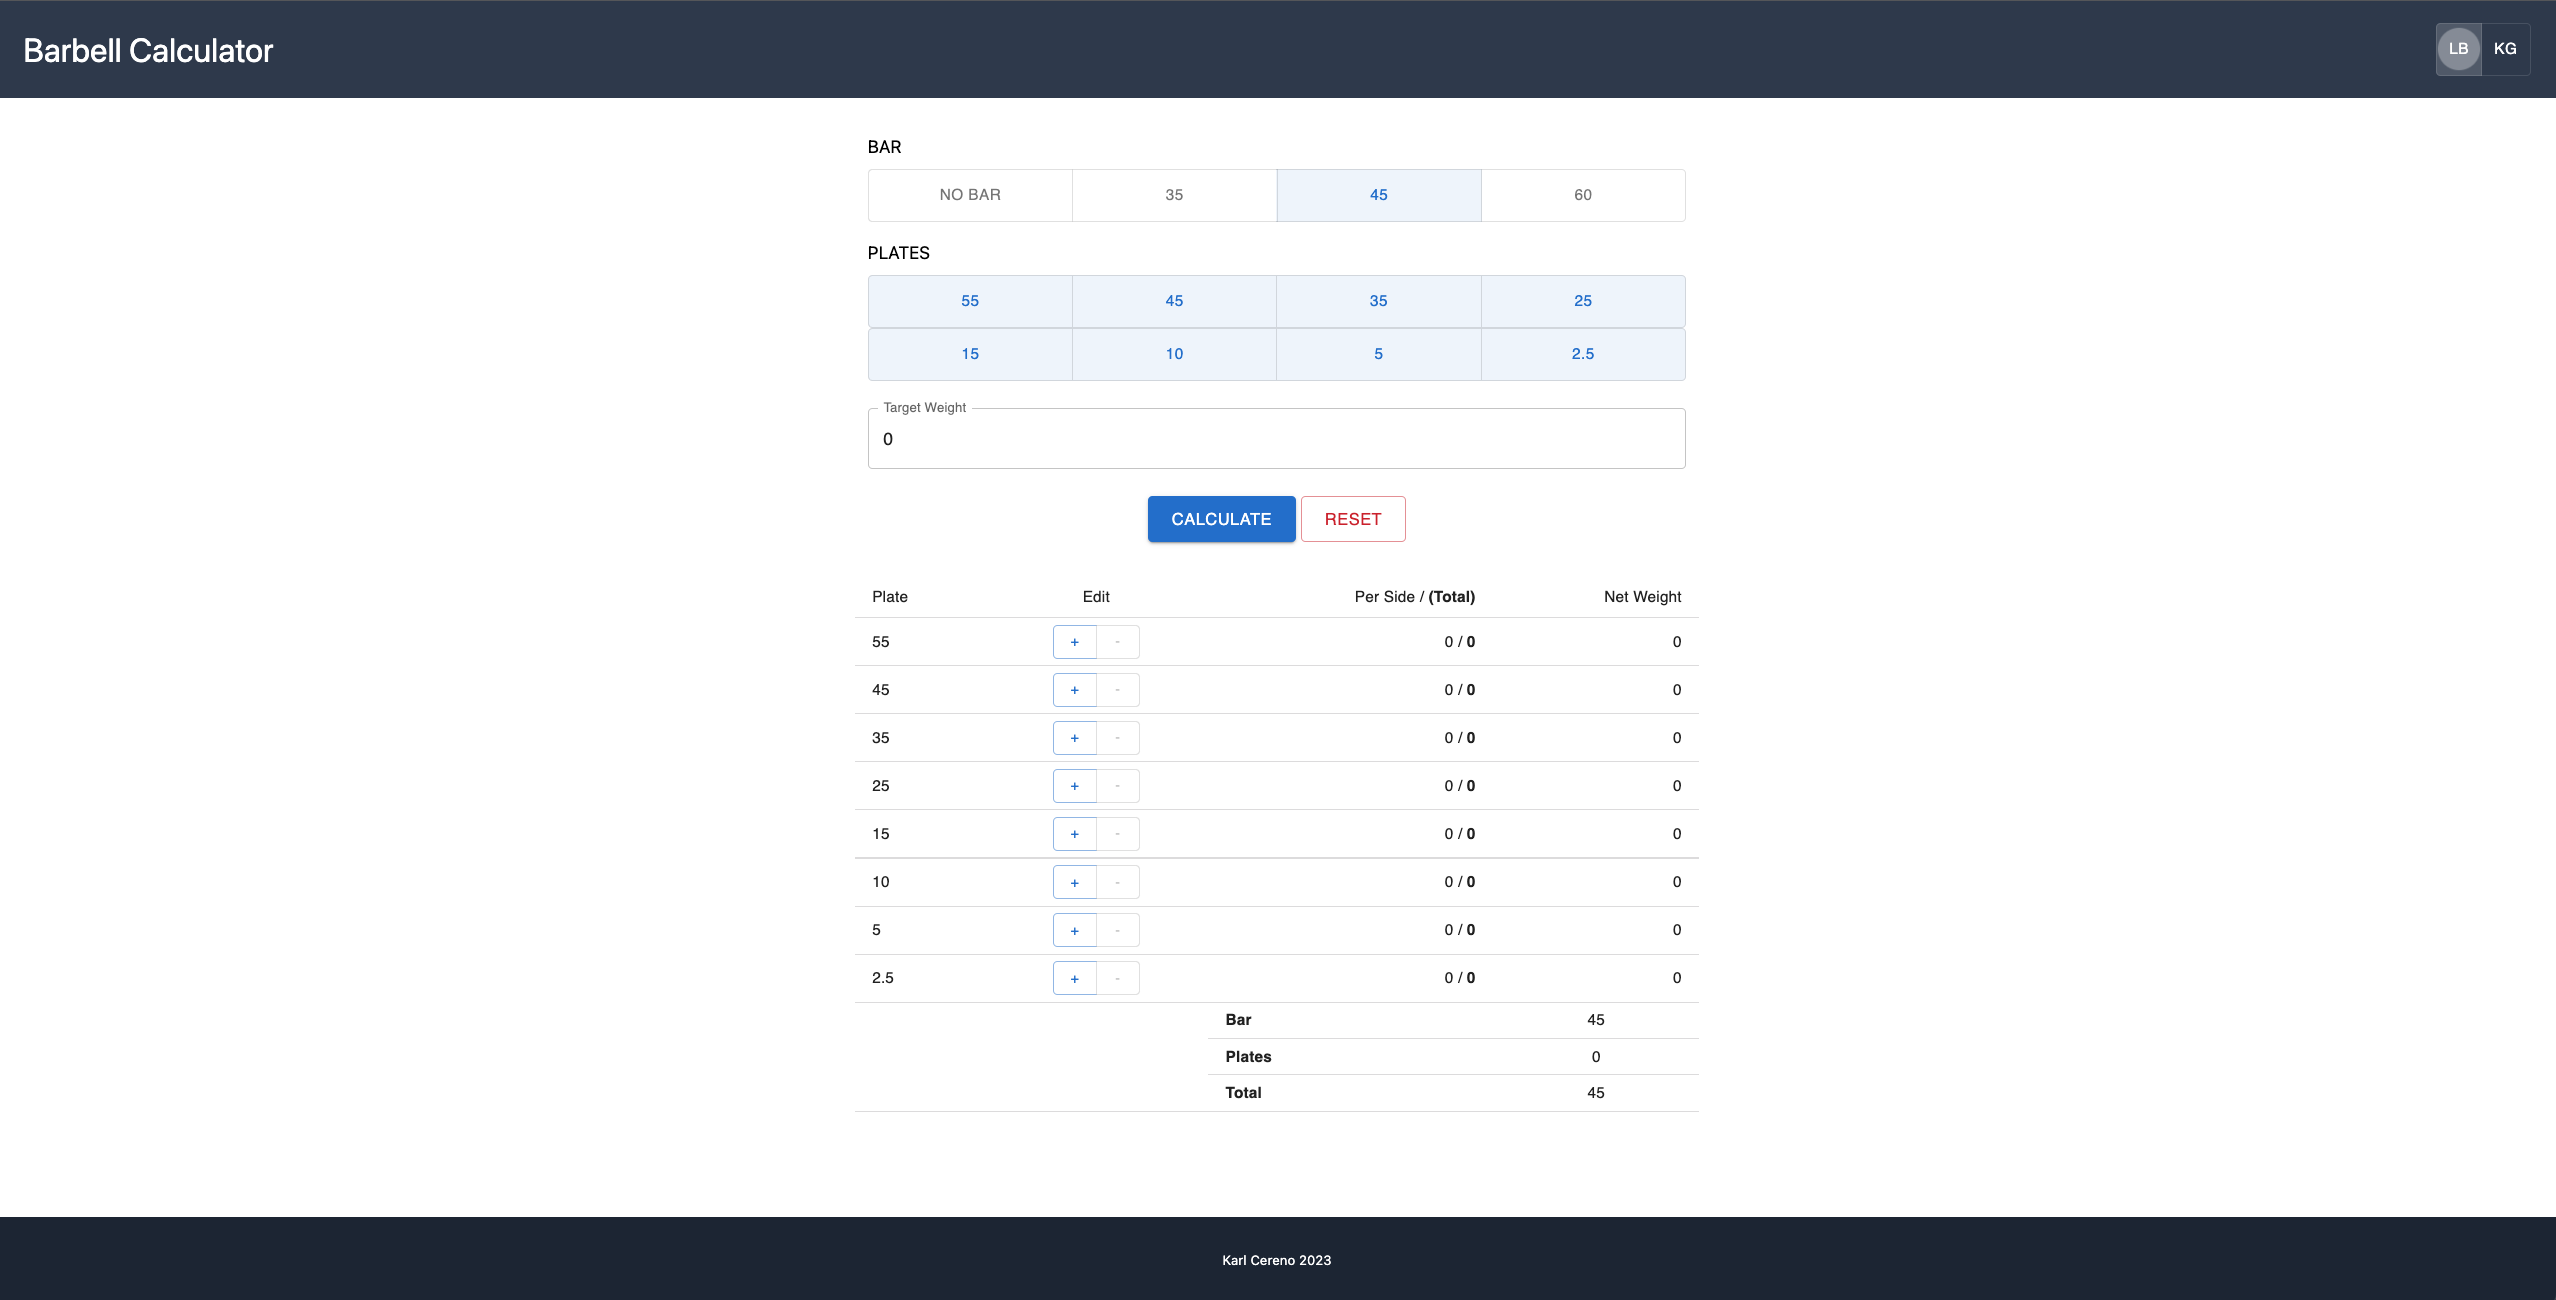 Barbell Calculator LB KG
BAR
NO BAR 35 45 60
PLATES
55 45 35 25
15 10 5 2.5
Target Weight
0
CALCULATE RESET
Plate Edit Per Side / (Total) Net Weight
55 + - 0 / 0 0
45 + - 0 / 0 0
35 + - 0 / 0 0
25 + - 0 / 0 0
15 + - 0 / 0 0
10 + - 0 / 0 0
5 + - 0 / 0 0
2.5 + - 0 / 0 0
Bar 45
Plates 0
Total 45
Karl Cereno 2023